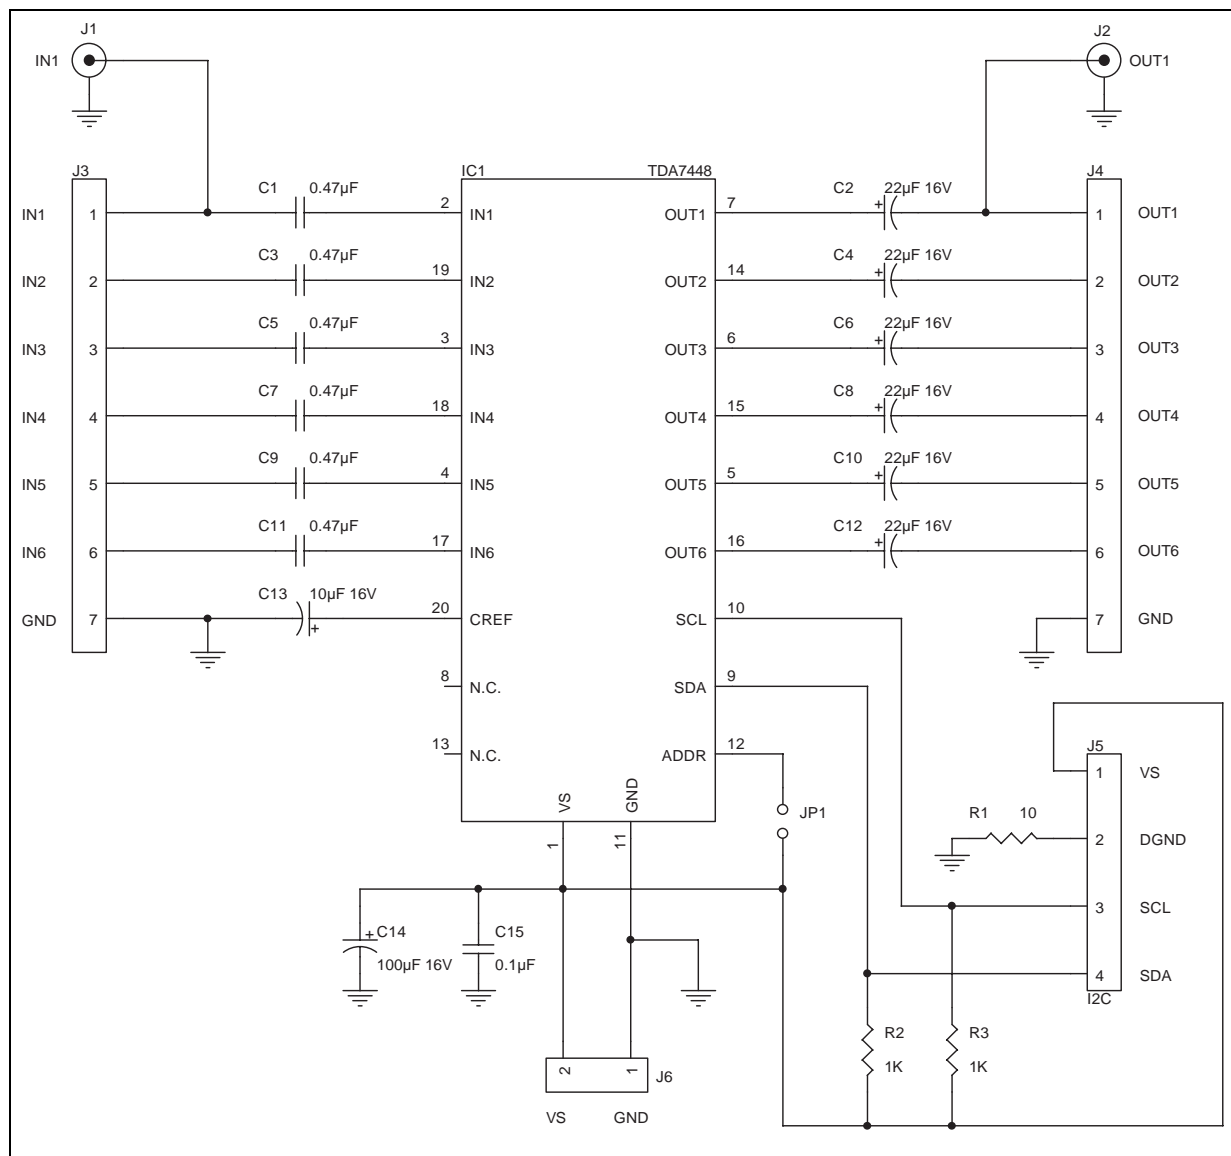 J1
J2
IN1
OUT1
J3
IC1
TDA7448
J4
C1 0.47µF
C2 22µF 16V
IN1 1
2 IN1
OUT1 7
1 OUT1
C3 0.47µF
C4 22µF 16V
+
IN2 2
19 IN2
OUT2 14
2 OUT2
+
C5 0.47µF
C6 22µF 16V
IN3 3
3 IN3
OUT3 6
3 OUT3
+
C7 0.47µF
C8 22µF 16V
IN4 4
18 IN4
OUT4 15
4 OUT4
+
C9 0.47µF
C10 22µF 16V
IN5 5
4 IN5
OUT5 5
5 OUT5
+
C11 0.47µF
C12 22µF 16V
IN6 6
17 IN6
OUT6 16
6 OUT6
+
C13 10µF 16V
GND 7
+
20 CREF
SCL 10
7 GND
8 N.C.
SDA 9
13 N.C.
ADDR 12
J5
1 VS
VS
GND
JP1
R1 10
2 DGND
1
11
3 SCL
+ C14
100µF 16V
C15
0.1µF
4 SDA
I2C
R2
1K
R3
1K
2
1
J6
VS
GND